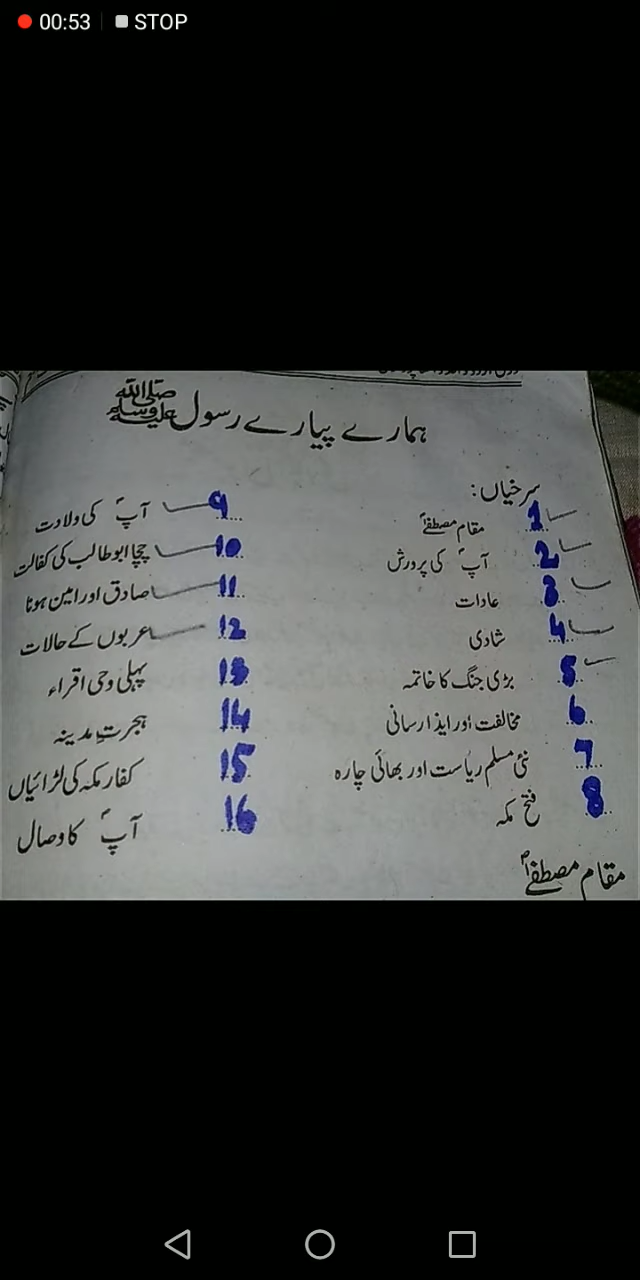 00:53 STOP
ہمارے پیارے رسول صلی اللہ علیہ وسلم
سرخیاں:
1 مقام مصطفےٰؐ
2 آپؐ کی پرورش
3 عادات
4 شادی
5 بڑی جنگ کا خاتمہ
6 مخالفت اور ایذا رسانی
7 نئی مسلم ریاست اور بھائی چارہ
8 فتح مکہ
9 آپؐ کی ولادت
10 چچا ابو طالب کی کفالت
11 صادق اور امین ہونا
12 عربوں کے حالات
13 پہلی وحی اقراء
14 ہجرتِ مدینہ
15 کفار مکہ کی لڑائیاں
16 آپؐ کا وصال
مقام مصطفےٰؐ